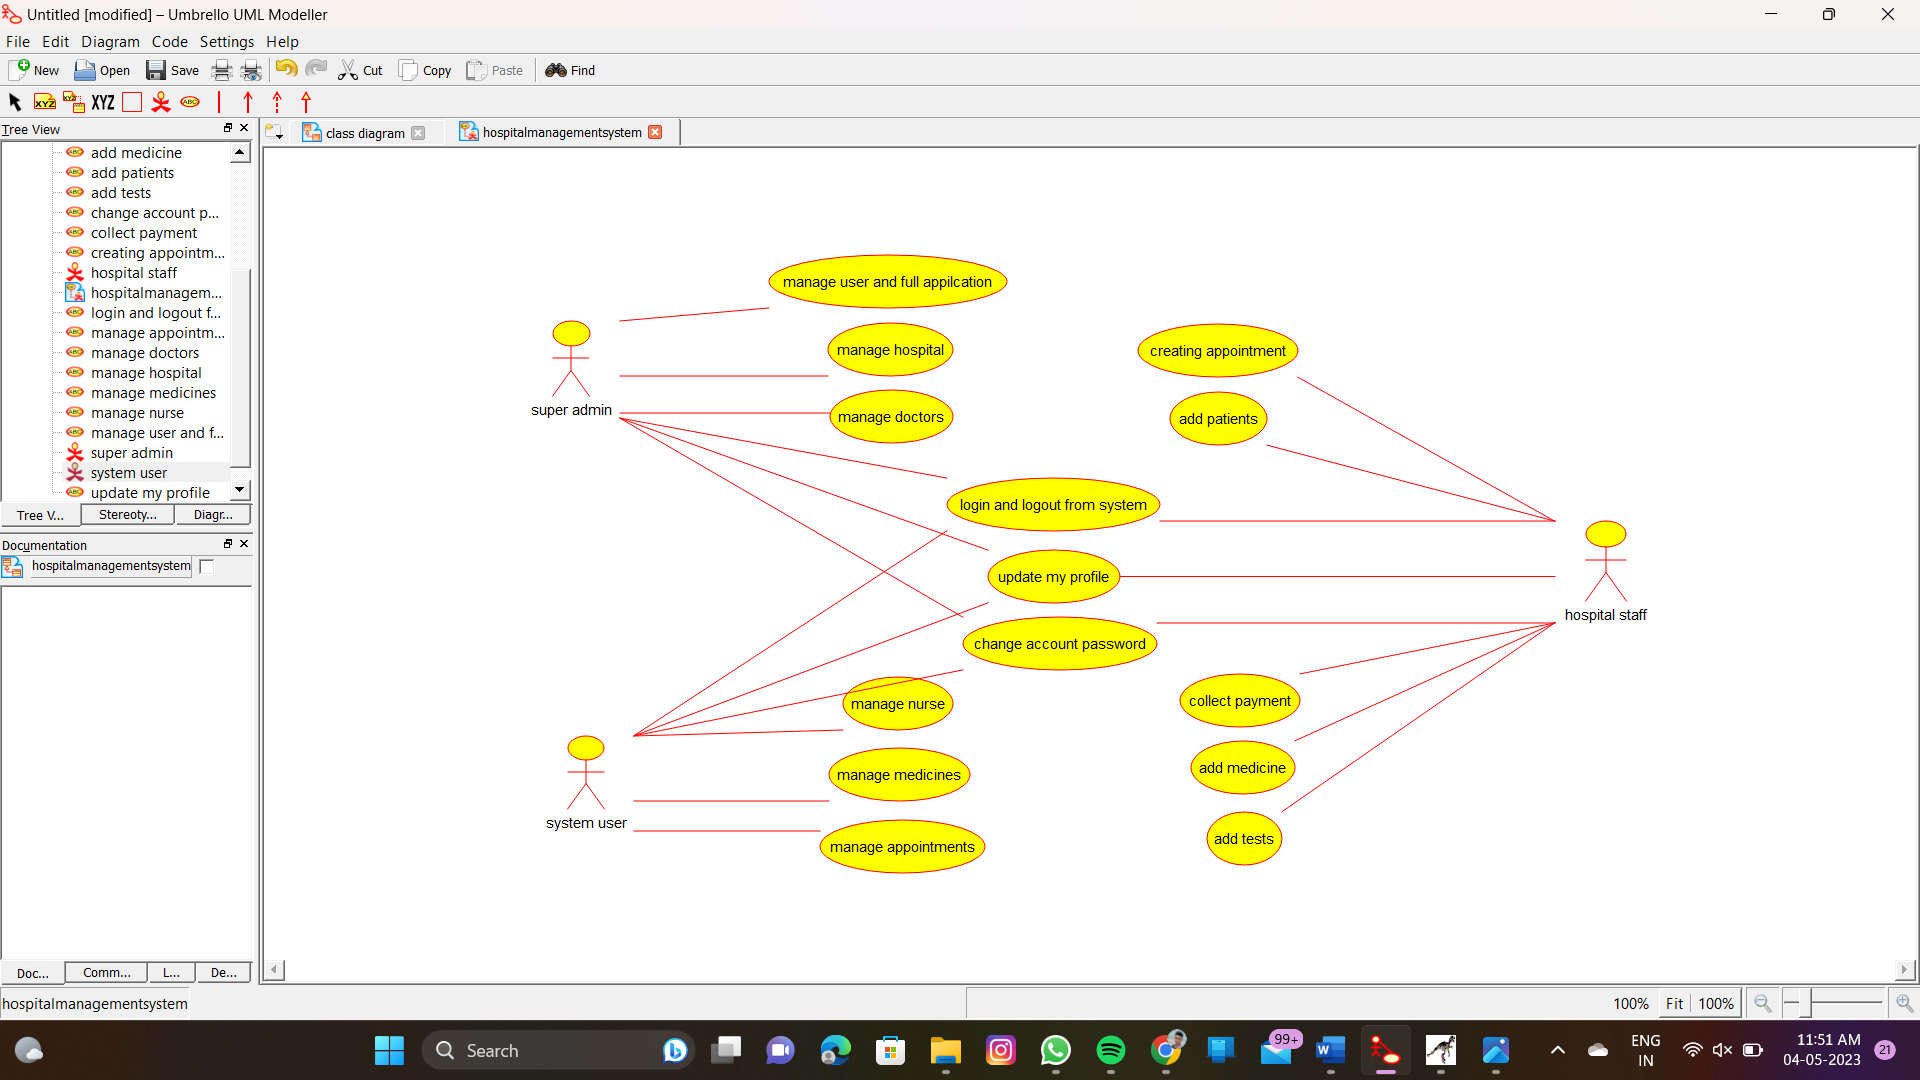 Untitled [modified] – Umbrello UML Modeller
File Edit Diagram Code Settings Help
New Open Save Cut Copy Paste Find
XYZ XYZ XYZ ABC
Tree View
class diagram
hospitalmanagementsystem
add medicine
add patients
add tests
change account p...
collect payment
creating appointm...
hospital staff
hospitalmanagem...
login and logout f...
manage appointm...
manage doctors
manage hospital
manage medicines
manage nurse
manage user and f...
super admin
system user
update my profile
Tree V... Stereoty... Diagr...
Documentation
hospitalmanagementsystem
Doc... Comm... L... De...
manage user and full appilcation
manage hospital
creating appointment
super admin
manage doctors
add patients
login and logout from system
update my profile
hospital staff
change account password
manage nurse
collect payment
manage medicines
add medicine
system user
manage appointments
add tests
hospitalmanagementsystem
100% Fit 100%
Search
99+
ENG
IN
11:51 AM
04-05-2023
21